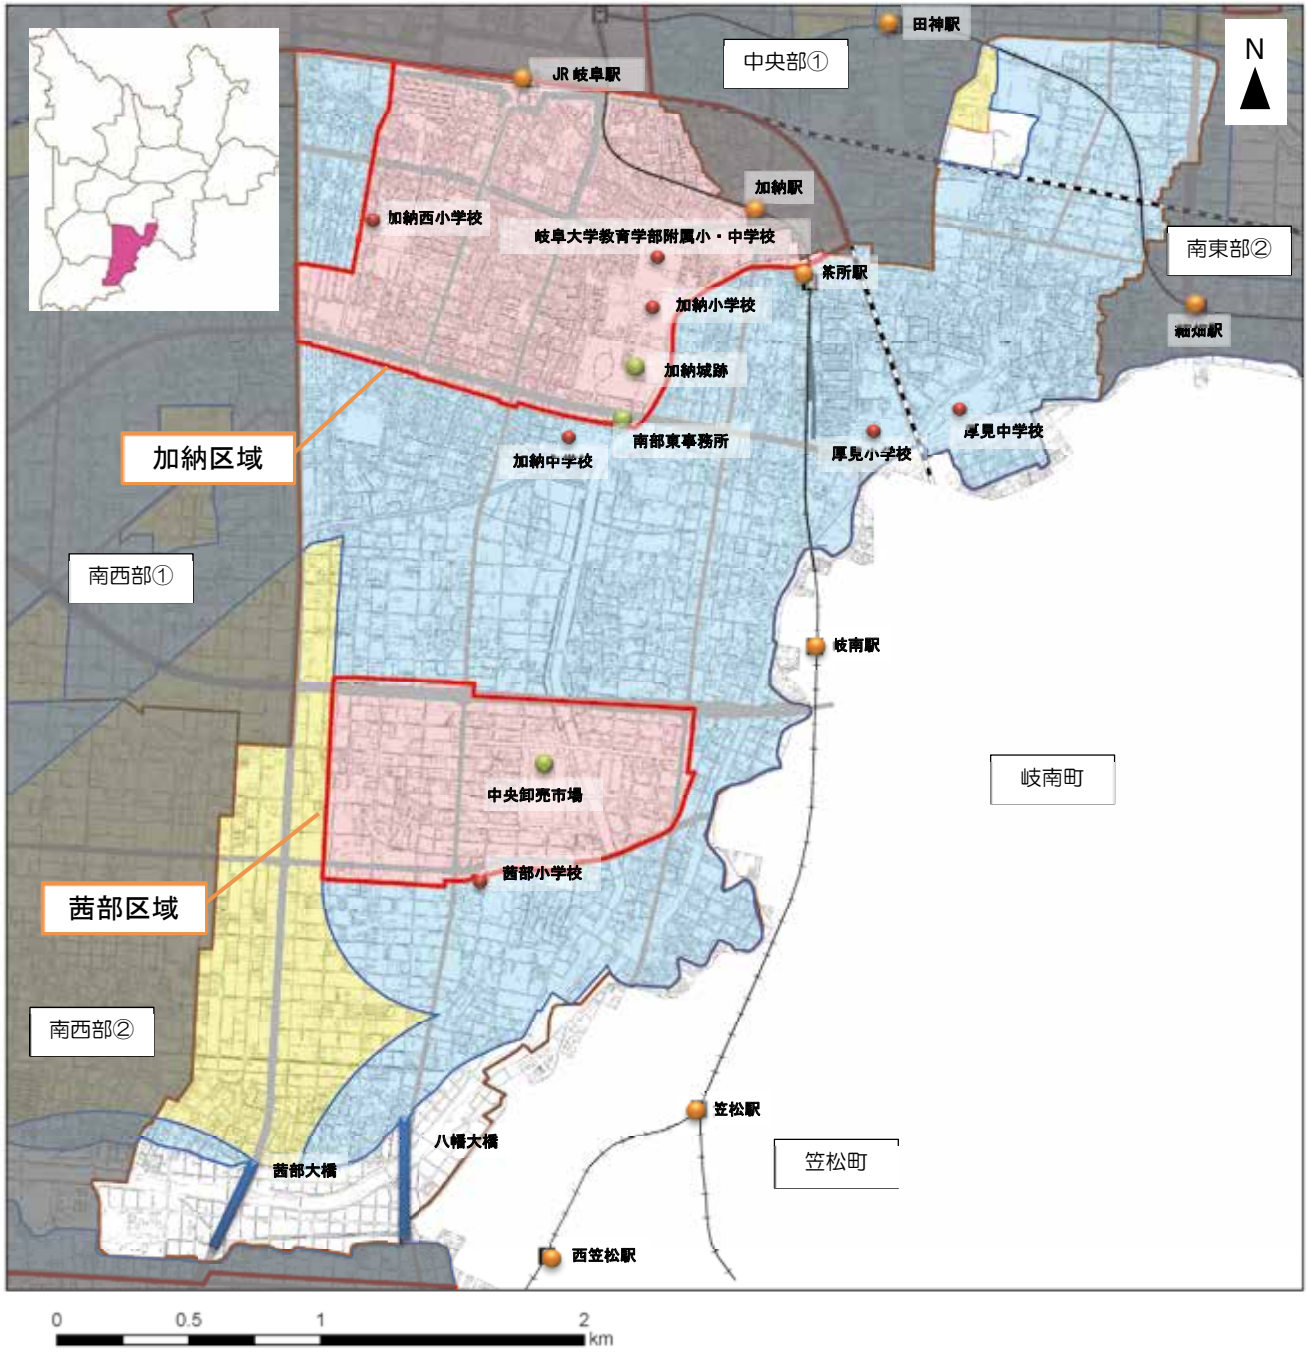 田神駅
中央部①
N
JR 岐阜駅
加納駅
加納西小学校
岐阜大学教育学部附属小・中学校
南東部②
茶所駅
加納小学校
細畑駅
加納城跡
厚見中学校
南部東事務所
加納区域
加納中学校
厚見小学校
南西部①
岐南駅
岐南町
中央卸売市場
茜部小学校
茜部区域
南西部②
笠松駅
八幡大橋
笠松町
茜部大橋
西笠松駅
0 0.5 1 2
km